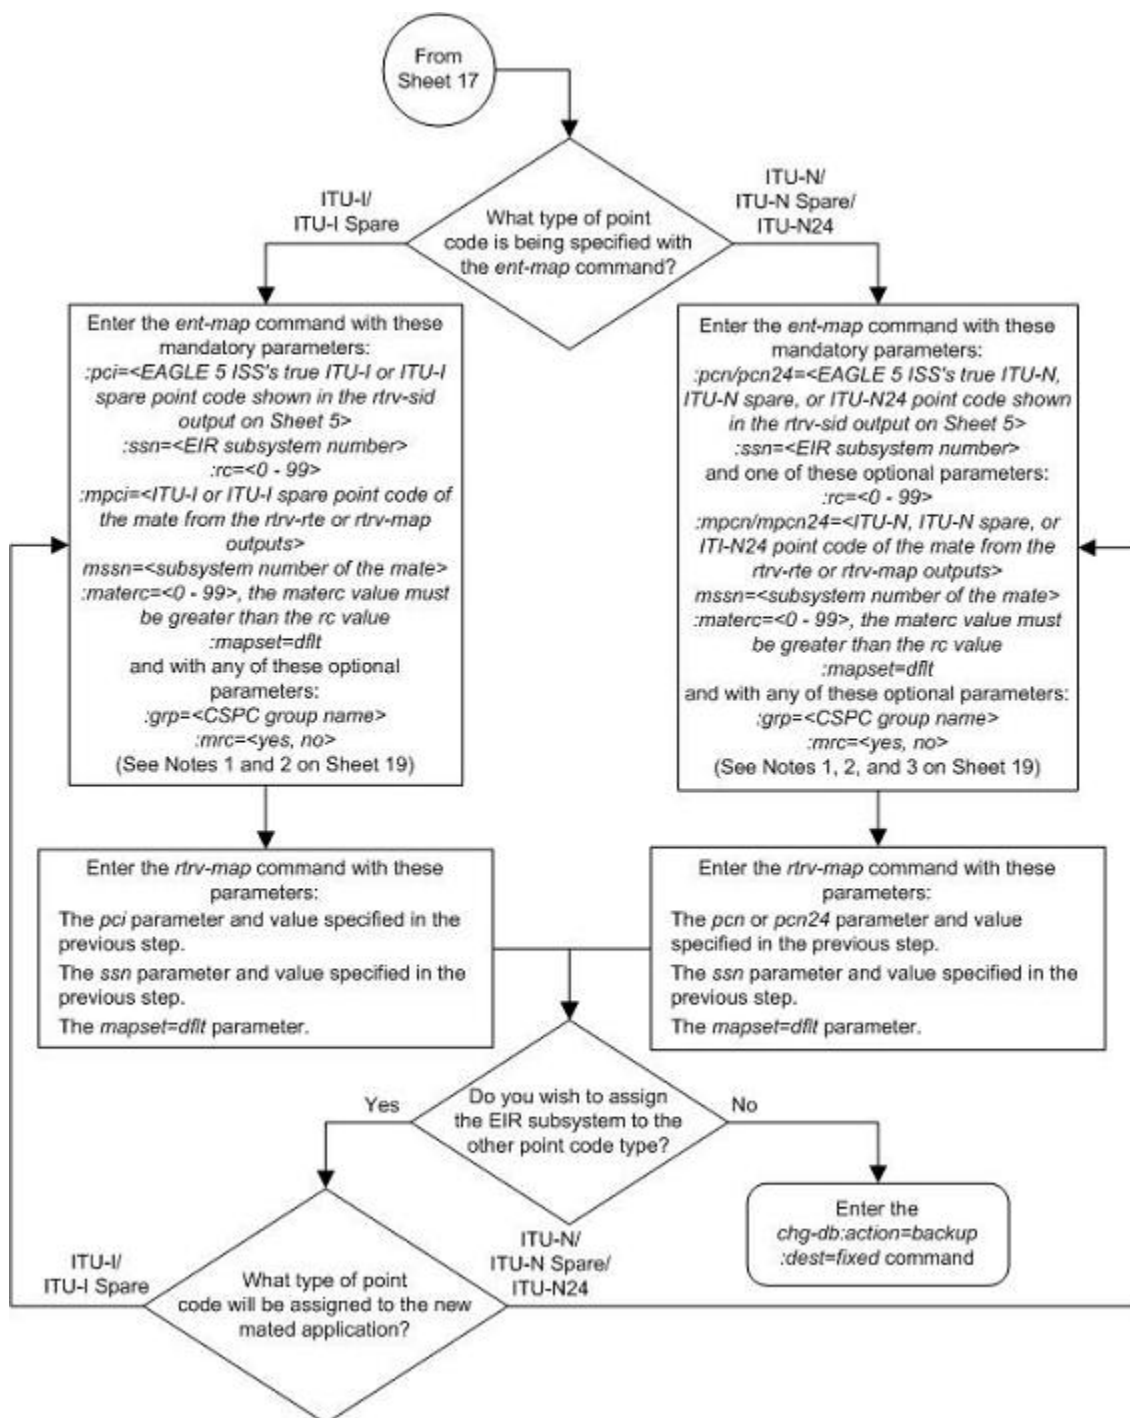 From
Sheet 17
What type of point
code is being specified with
the ent-map command?
ITU-I/
ITU-I Spare
ITU-N/
ITU-N Spare/
ITU-N24
Enter the ent-map command with these
mandatory parameters:
:pci=<EAGLE 5 ISS's true ITU-I or ITU-I
spare point code shown in the rtrv-sid
output on Sheet 5>
:ssn=<EIR subsystem number>
:rc=<0 - 99>
:mpci=<ITU-I or ITU-I spare point code of
the mate from the rtrv-rte or rtrv-map
outputs>
mssn=<subsystem number of the mate>
:materc=<0 - 99>, the materc value must
be greater than the rc value
:mapset=dflt
and with any of these optional
parameters:
:grp=<CSPC group name>
:mrc=<yes, no>
(See Notes 1 and 2 on Sheet 19)
Enter the ent-map command with these
mandatory parameters:
:pcn/pcn24=<EAGLE 5 ISS's true ITU-N,
ITU-N spare, or ITU-N24 point code shown
in the rtrv-sid output on Sheet 5>
:ssn=<EIR subsystem number>
and one of these optional parameters:
:rc=<0 - 99>
:mpcn/mpcn24=<ITU-N, ITU-N spare, or
ITI-N24 point code of the mate from the
rtrv-rte or rtrv-map outputs>
mssn=<subsystem number of the mate>
:materc=<0 - 99>, the materc value must
be greater than the rc value
:mapset=dflt
and with any of these optional parameters:
:grp=<CSPC group name>
:mrc=<yes, no>
(See Notes 1, 2, and 3 on Sheet 19)
Enter the rtrv-map command with these
parameters:
The pci parameter and value specified in the
previous step.
The ssn parameter and value specified in the
previous step.
The mapset=dflt parameter.
Enter the rtrv-map command with these
parameters:
The pcn or pcn24 parameter and value
specified in the previous step.
The ssn parameter and value specified in the
previous step.
The mapset=dflt parameter.
Do you wish to assign
the EIR subsystem to the
other point code type?
Yes
No
Enter the
chg-db:action=backup
:dest=fixed command
What type of point
code will be assigned to the new
mated application?
ITU-I/
ITU-I Spare
ITU-N/
ITU-N Spare/
ITU-N24